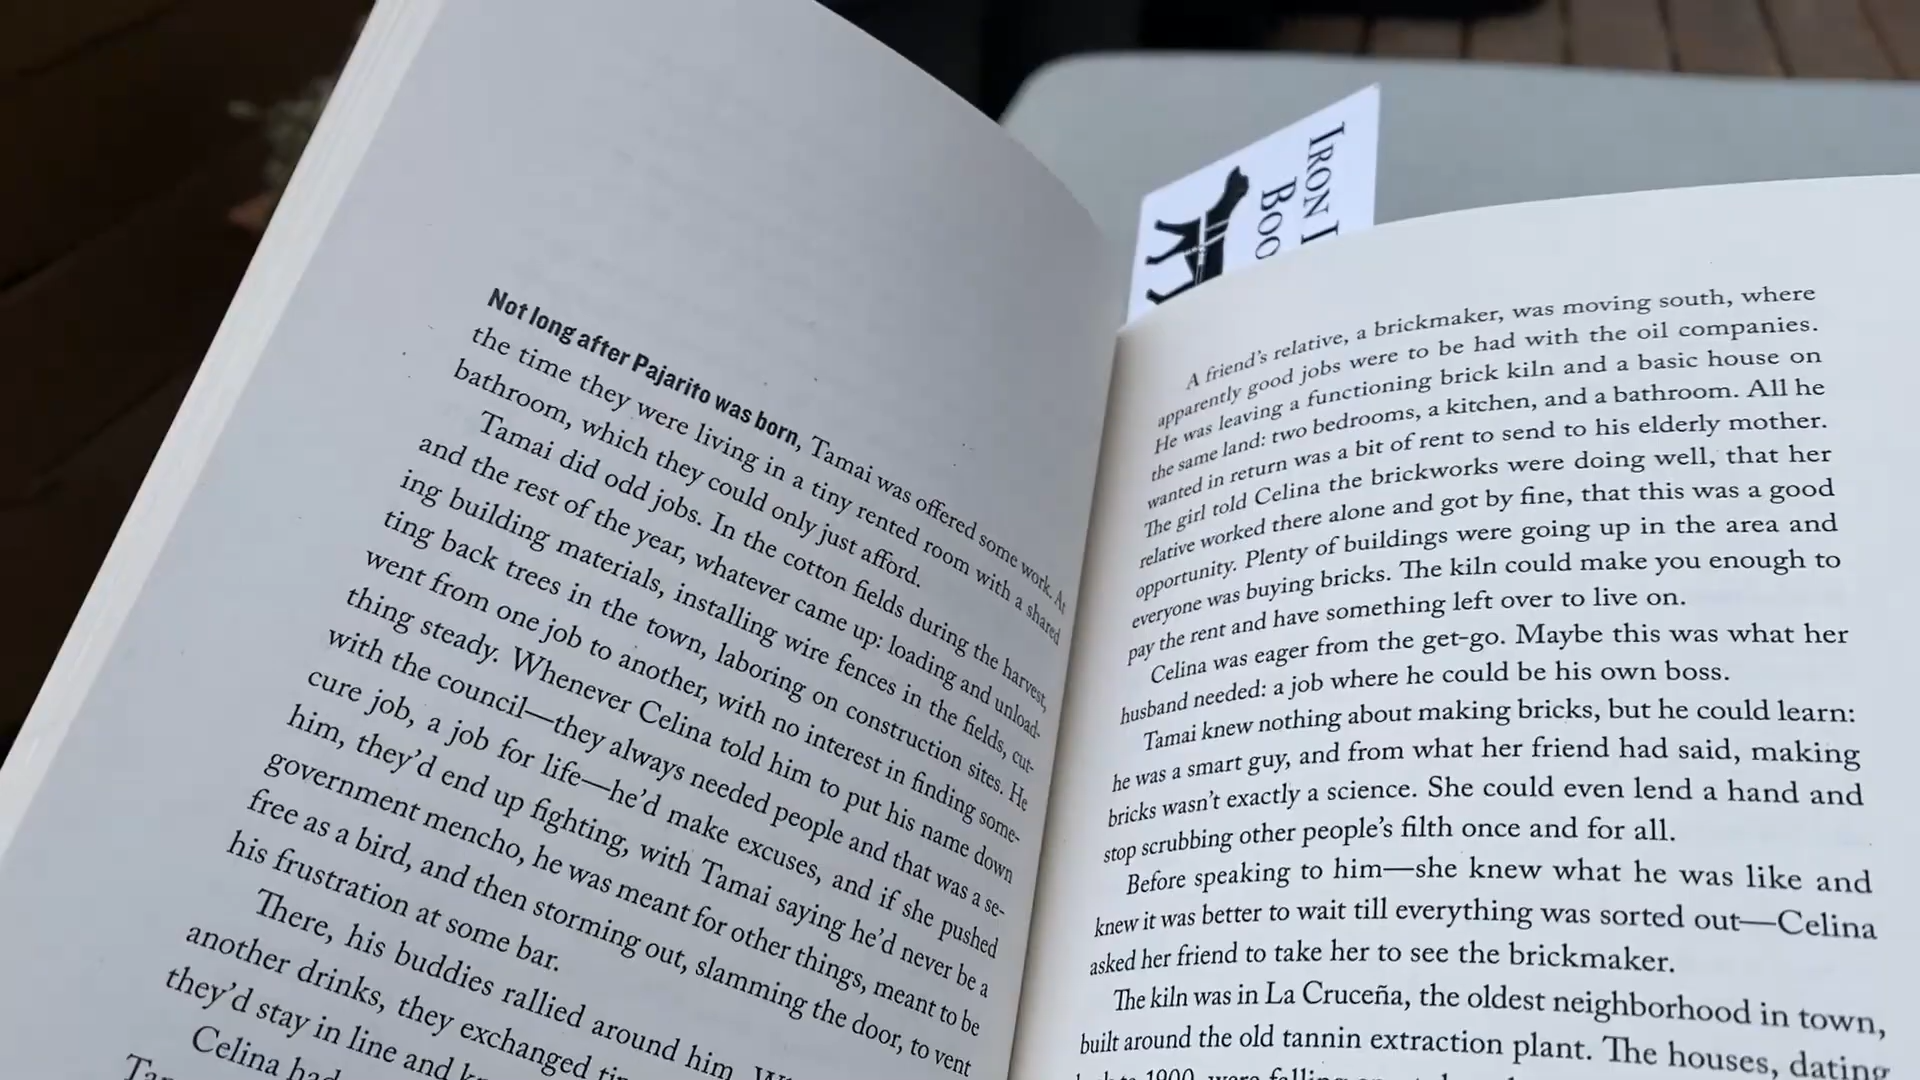 Not long after Pajarito was born, Tamai was offered some work. At
the time they were living in a tiny rented room with a shared
bathroom, which they could only just afford.
Tamai did odd jobs. In the cotton fields during the harvest,
and the rest of the year, whatever came up: loading and unload-
ing building materials, installing wire fences in the fields, cut-
ting back trees in the town, laboring on construction sites. He
went from one job to another, with no interest in finding some-
thing steady. Whenever Celina told him to put his name down
with the council—they always needed people and that was a se-
cure job, a job for life—he'd make excuses, and if she pushed
him, they'd end up fighting, with Tamai saying he'd never be a
government mencho, he was meant for other things, meant to be
free as a bird, and then storming out, slamming the door, to vent
his frustration at some bar.
There, his buddies rallied around him.
another drinks, they exchanged
they'd stay in line and
Celina had
IRON
BOO
A friend's relative, a brickmaker, was moving south, where
apparently good jobs were to be had with the oil companies.
He was leaving a functioning brick kiln and a basic house on
the same land: two bedrooms, a kitchen, and a bathroom. All he
wanted in return was a bit of rent to send to his elderly mother.
The girl told Celina the brickworks were doing well, that her
relative worked there alone and got by fine, that this was a good
opportunity. Plenty of buildings were going up in the area and
everyone was buying bricks. The kiln could make you enough to
pay the rent and have something left over to live on.
Celina was eager from the get-go. Maybe this was what her
husband needed: a job where he could be his own boss.
Tamai knew nothing about making bricks, but he could learn:
he was a smart guy, and from what her friend had said, making
bricks wasn't exactly a science. She could even lend a hand and
stop scrubbing other people's filth once and for all.
Before speaking to him—she knew what he was like and
knew it was better to wait till everything was sorted out—Celina
asked her friend to take her to see the brickmaker.
The kiln was in La Cruceña, the oldest neighborhood in town,
built around the old tannin extraction plant. The houses, dating
1900, were falling